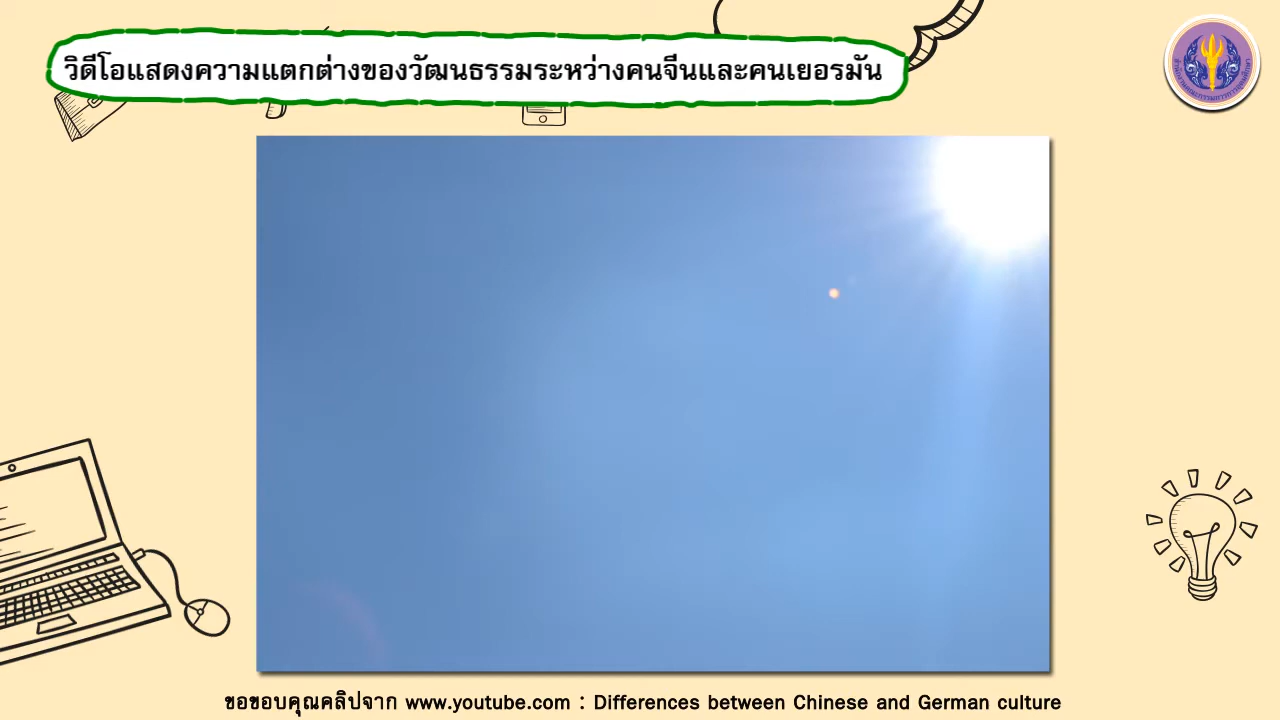 วิดีโอแสดงความแตกต่างของวัฒนธรรมระหว่างคนจีนและคนเยอรมัน
ขอขอบคุณคลิปจาก www.youtube.com : Differences between Chinese and German culture